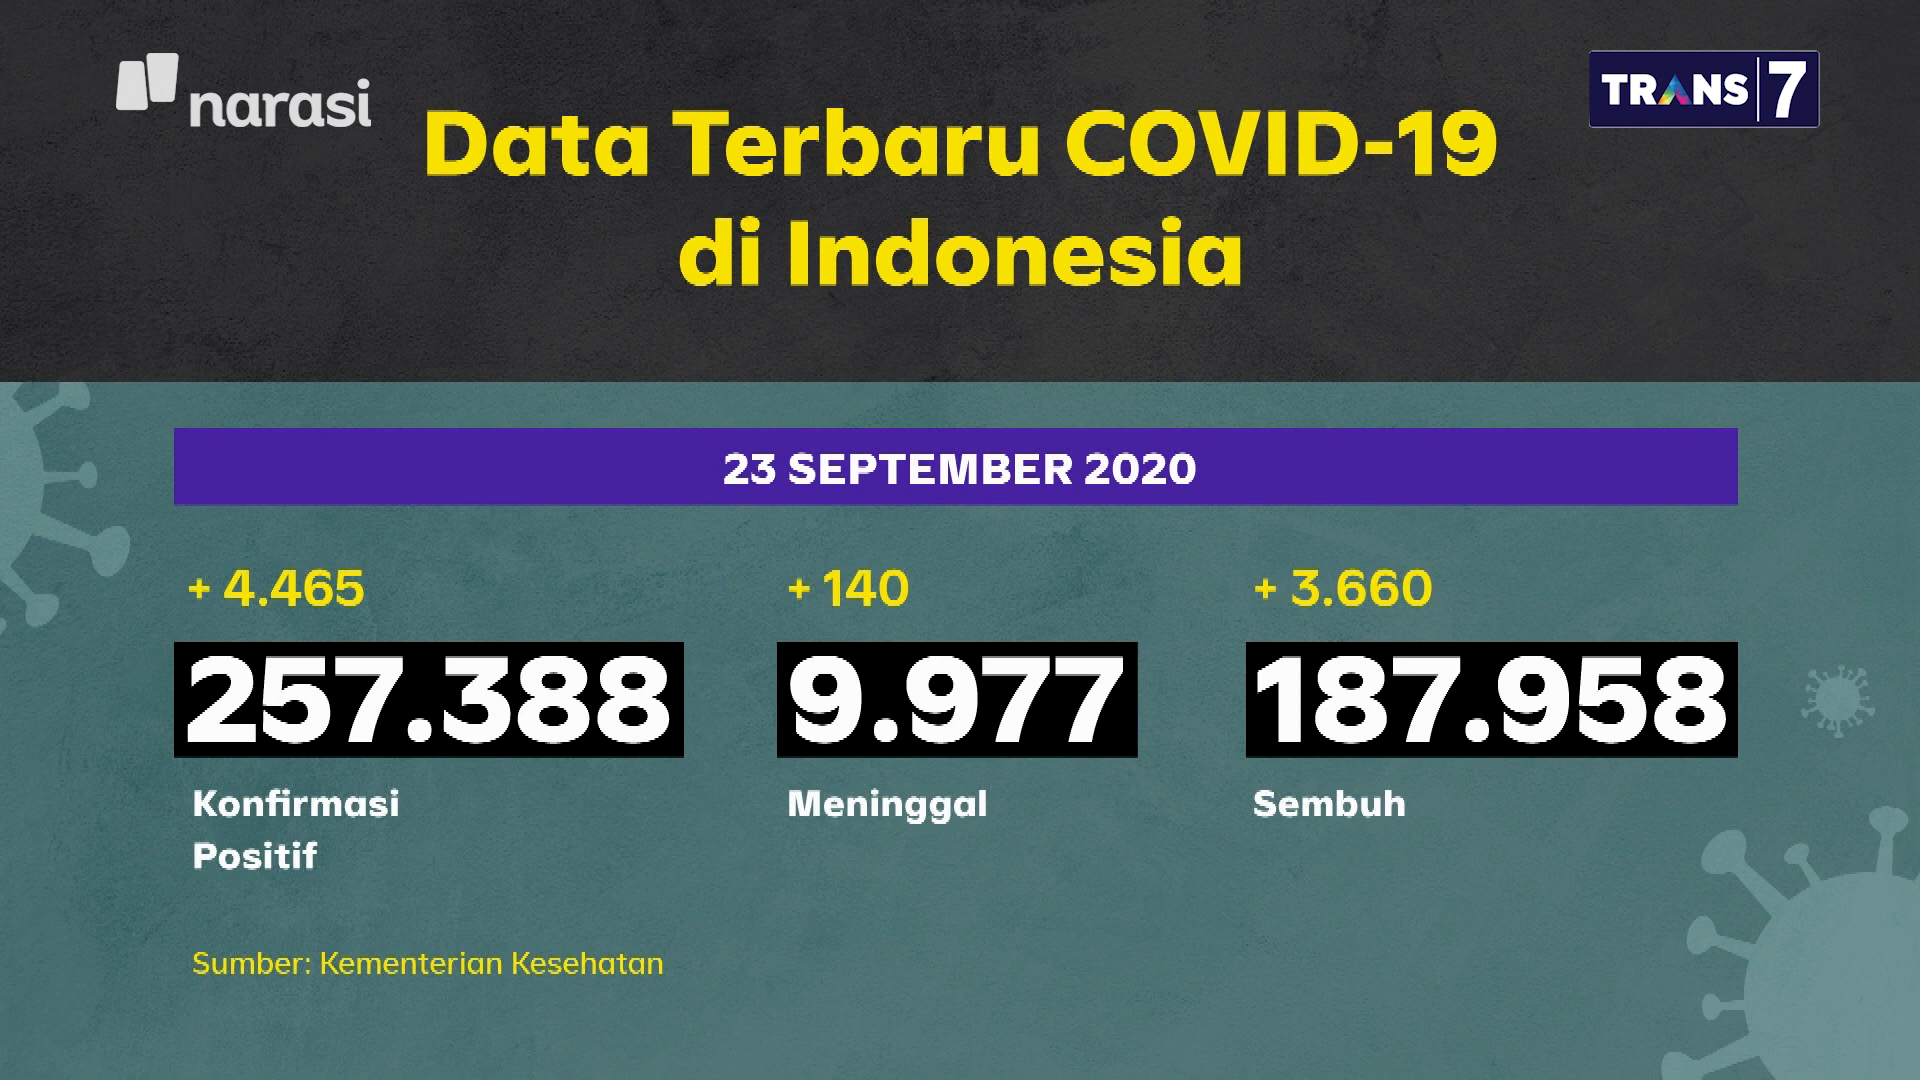 narasi
TRANS 7
Data Terbaru COVID-19
di Indonesia
23 SEPTEMBER 2020
+ 4.465
+ 140
+ 3.660
257.388
9.977
187.958
Konfirmasi
Positif
Meninggal
Sembuh
Sumber: Kementerian Kesehatan